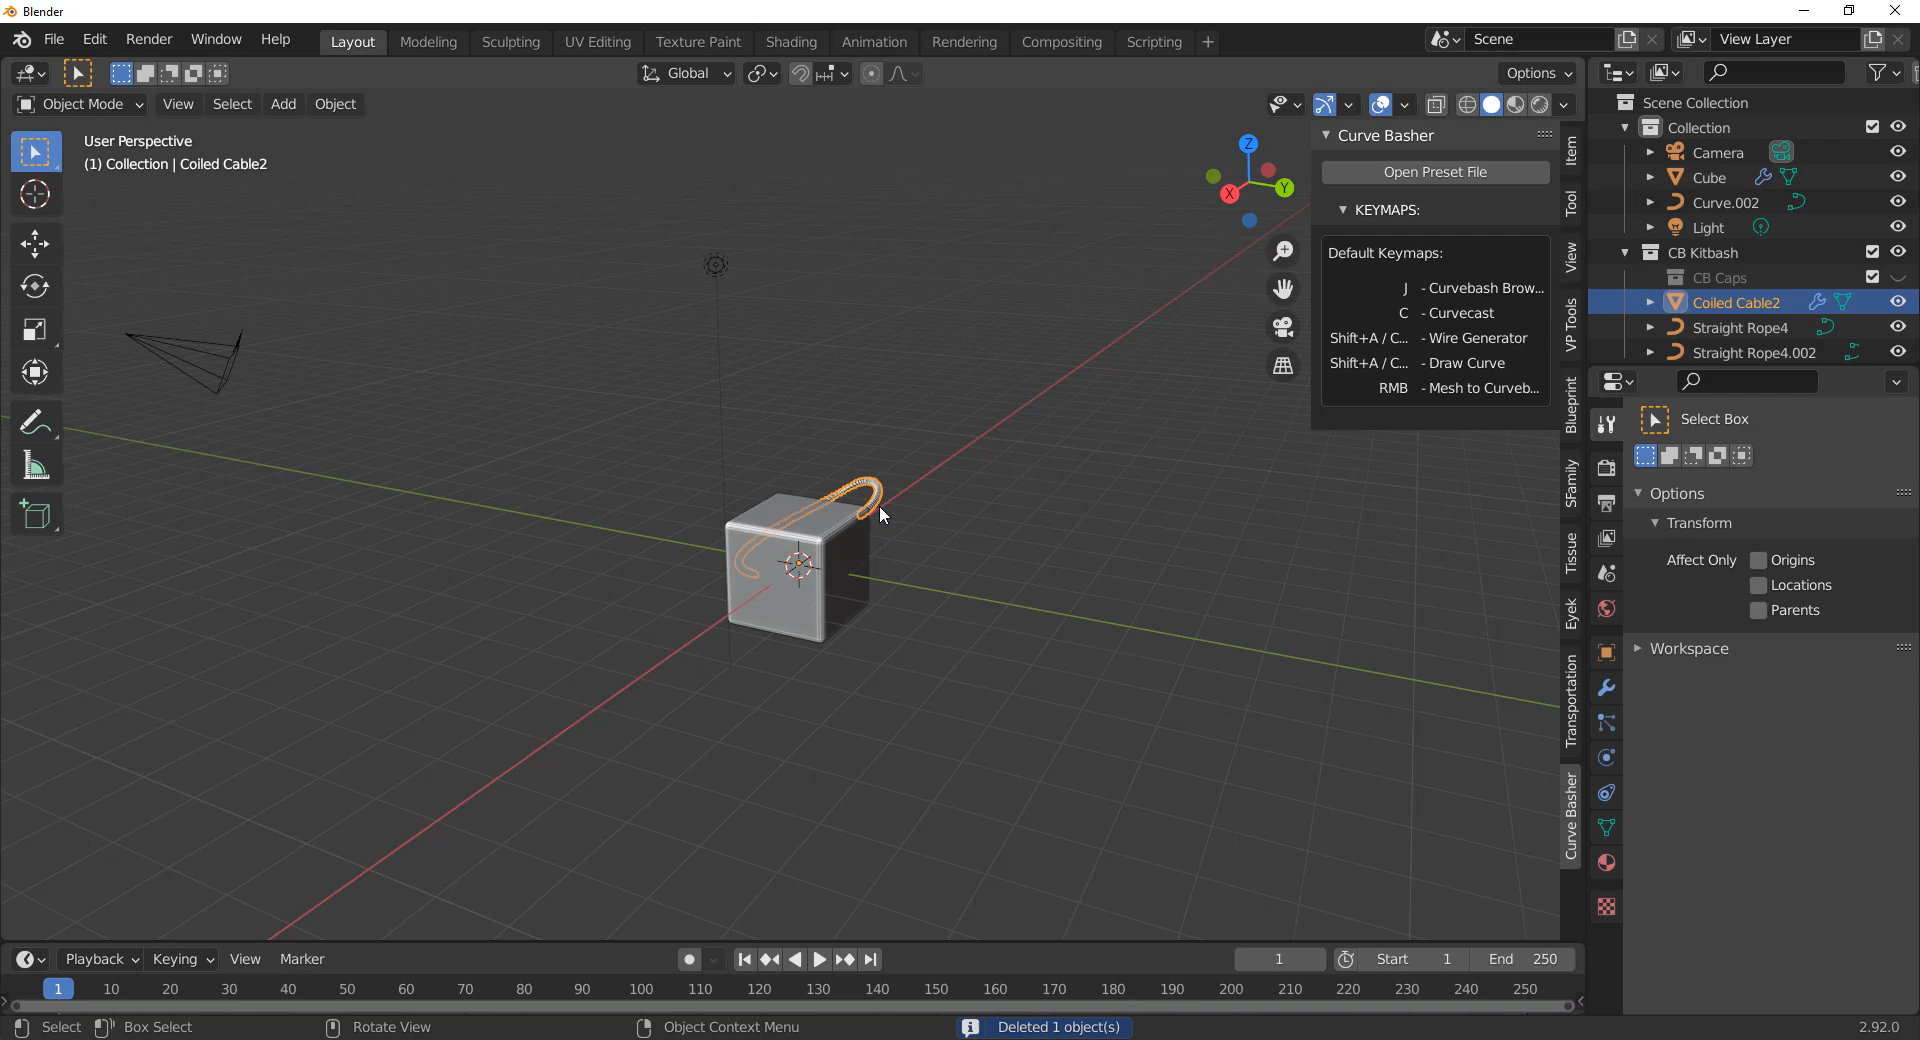 Blender
File Edit Render Window Help Layout Modeling Sculpting UV Editing Texture Paint Shading Animation Rendering Compositing Scripting + Scene View Layer
Global Options
Object Mode View Select Add Object
User Perspective
(1) Collection | Coiled Cable2
Z
Y
X
Curve Basher
Open Preset File
KEYMAPS:
Default Keymaps:
J - Curvebash Brow...
C - Curvecast
Shift+A / C... - Wire Generator
Shift+A / C... - Draw Curve
RMB - Mesh to Curveb...
Item
Tool
View
VP Tools
Blueprint
SFamily
Tissue
Eyek
Transportation
Curve Basher
Scene Collection
Collection
Camera
Cube
Curve.002
Light
CB Kitbash
CB Caps
Coiled Cable2
Straight Rope4
Straight Rope4.002
Select Box
Options
Transform
Affect Only Origins
Locations
Parents
Workspace
Playback Keying View Marker 1 Start 1 End 250
1 10 20 30 40 50 60 70 80 90 100 110 120 130 140 150 160 170 180 190 200 210 220 230 240 250
Select Box Select Rotate View Object Context Menu Deleted 1 object(s) 2.92.0